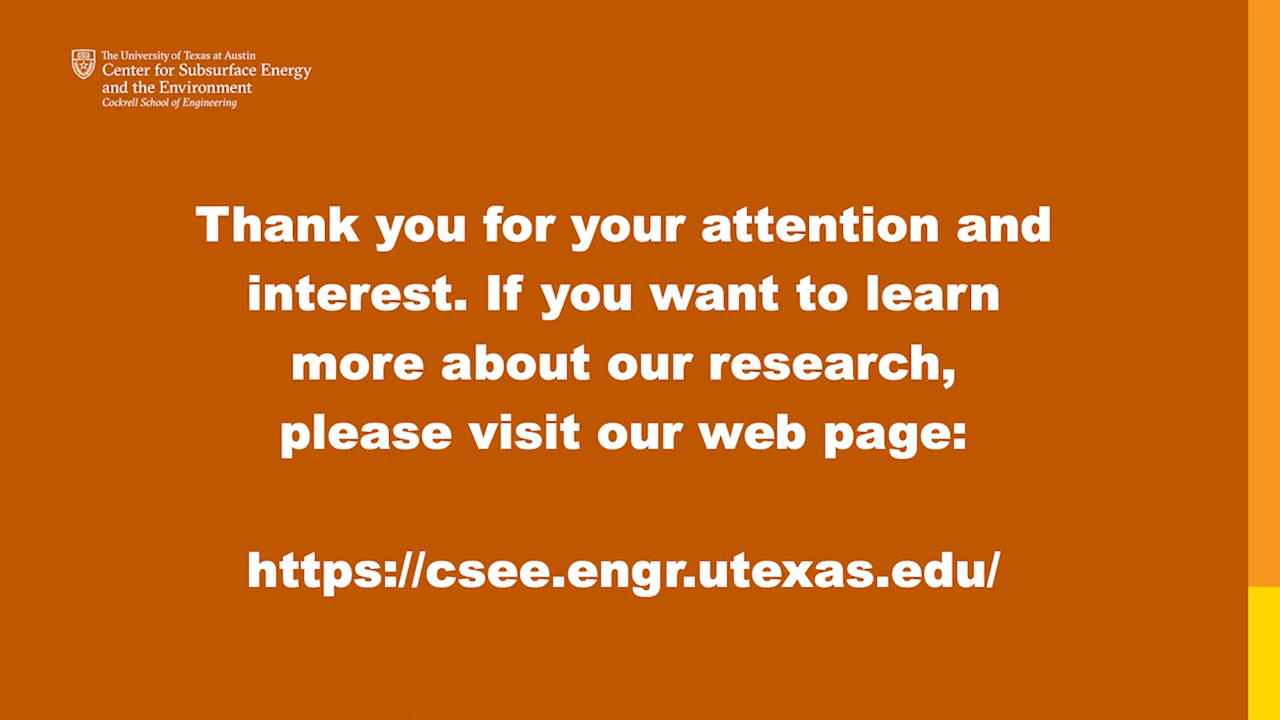 The University of Texas at Austin
Center for Subsurface Energy
and the Environment
Cockrell School of Engineering
Thank you for your attention and
interest. If you want to learn
more about our research,
please visit our web page:
https://csee.engr.utexas.edu/